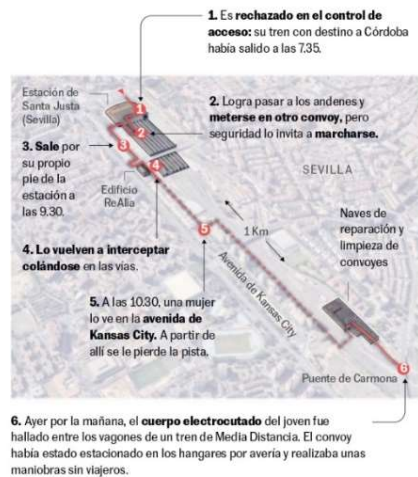 1. Es rechazado en el control de
acceso: su tren con destino a Córdoba
había salido a las 7.35.
Estación de
Santa Justa
(Sevilla)
1
2. Logra pasar a los andenes y
meterse en otro convoy, pero
seguridad lo invita a marcharse.
2
3. Sale por
su propio
pie de la
estación a
las 9.30.
3
SEVILLA
4
Edificio
ReAlia
Naves de
reparación y
limpieza de
convoyes
5
1 Km
4. Lo vuelven a interceptar
colándose en las vías.
Avenida de Kansas City
5. A las 10.30, una mujer
lo ve en la avenida de
Kansas City. A partir de
allí se le pierde la pista.
Puente de Carmona
6
6. Ayer por la mañana, el cuerpo electrocutado del joven fue
hallado entre los vagones de un tren de Media Distancia. El convoy
había estado estacionado en los hangares por avería y realizaba unas
maniobras sin viajeros.